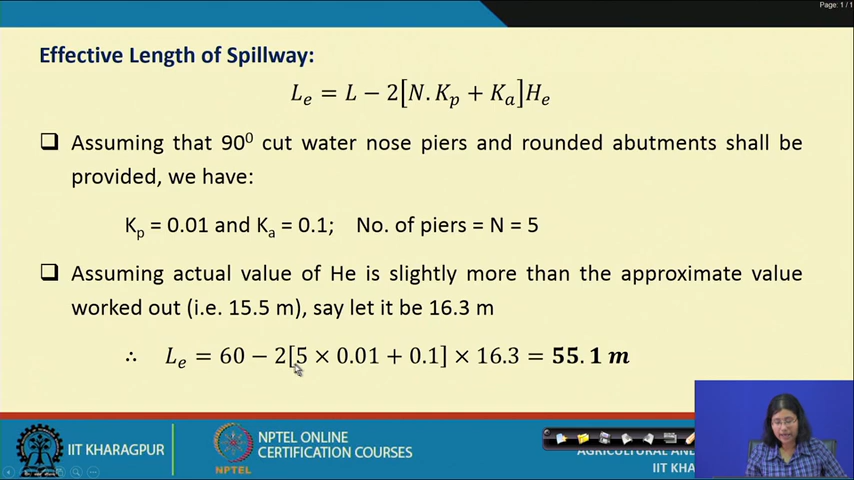 Page: 1 / 1
Effective Length of Spillway:
Lₑ = L − 2[N.Kₚ + Kₐ]Hₑ
❑ Assuming that 90⁰ cut water nose piers and rounded abutments shall be
provided, we have:
Kₚ = 0.01 and Kₐ = 0.1; No. of piers = N = 5
❑ Assuming actual value of He is slightly more than the approximate value
worked out (i.e. 15.5 m), say let it be 16.3 m
∴ Lₑ = 60 − 2[5 × 0.01 + 0.1] × 16.3 = 55.1 m
IIT KHARAGPUR
NPTEL
NPTEL ONLINE
CERTIFICATION COURSES
AGRICULTURAL AND
IIT KHA